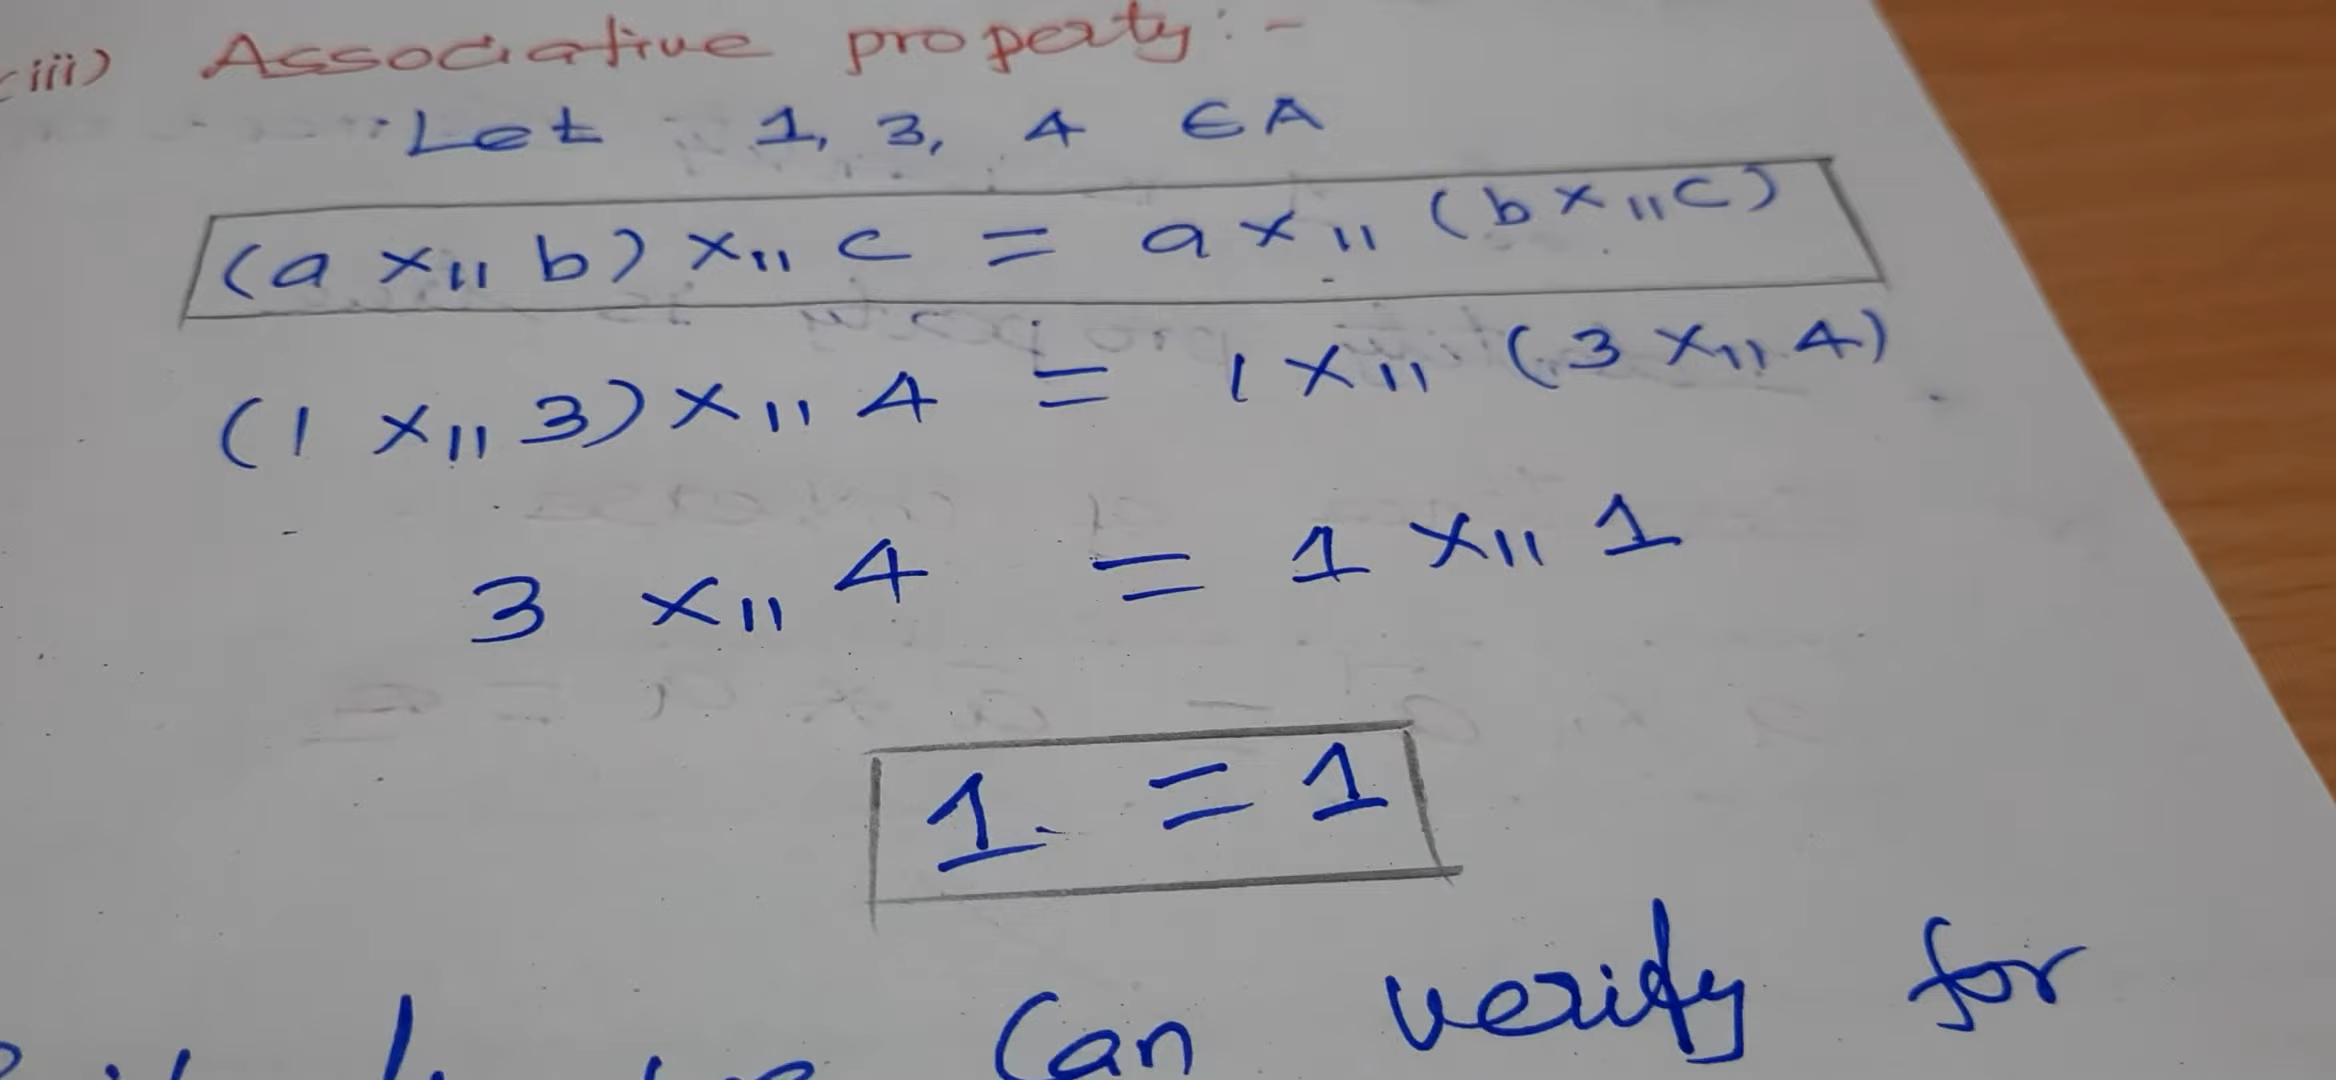 (iii) Associative property :-
Let 1, 3, 4 ∈ A
(a ×₁₁ b) ×₁₁ c = a ×₁₁ (b ×₁₁ c)
(1 ×₁₁ 3) ×₁₁ 4 = 1 ×₁₁ (3 ×₁₁ 4)
3 ×₁₁ 4 = 1 ×₁₁ 1
1 = 1
can verify for